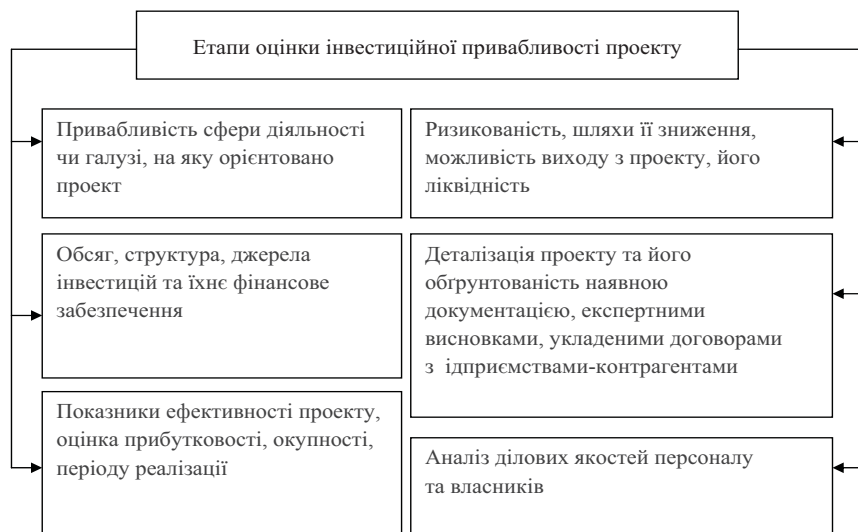 Етапи оцінки інвестиційної привабливості проекту
Привабливість сфери діяльності
чи галузі, на яку орієнтовано
проект
Обсяг, структура, джерела
інвестицій та їхнє фінансове
забезпечення
Показники ефективності проекту,
оцінка прибутковості, окупності,
періоду реалізації
Ризикованість, шляхи її зниження,
можливість виходу з проекту, його
ліквідність
Деталізація проекту та його
обґрунтованість наявною
документацією, експертними
висновками, укладеними договорами
з ідприємствами-контрагентами
Аналіз ділових якостей персоналу
та власників